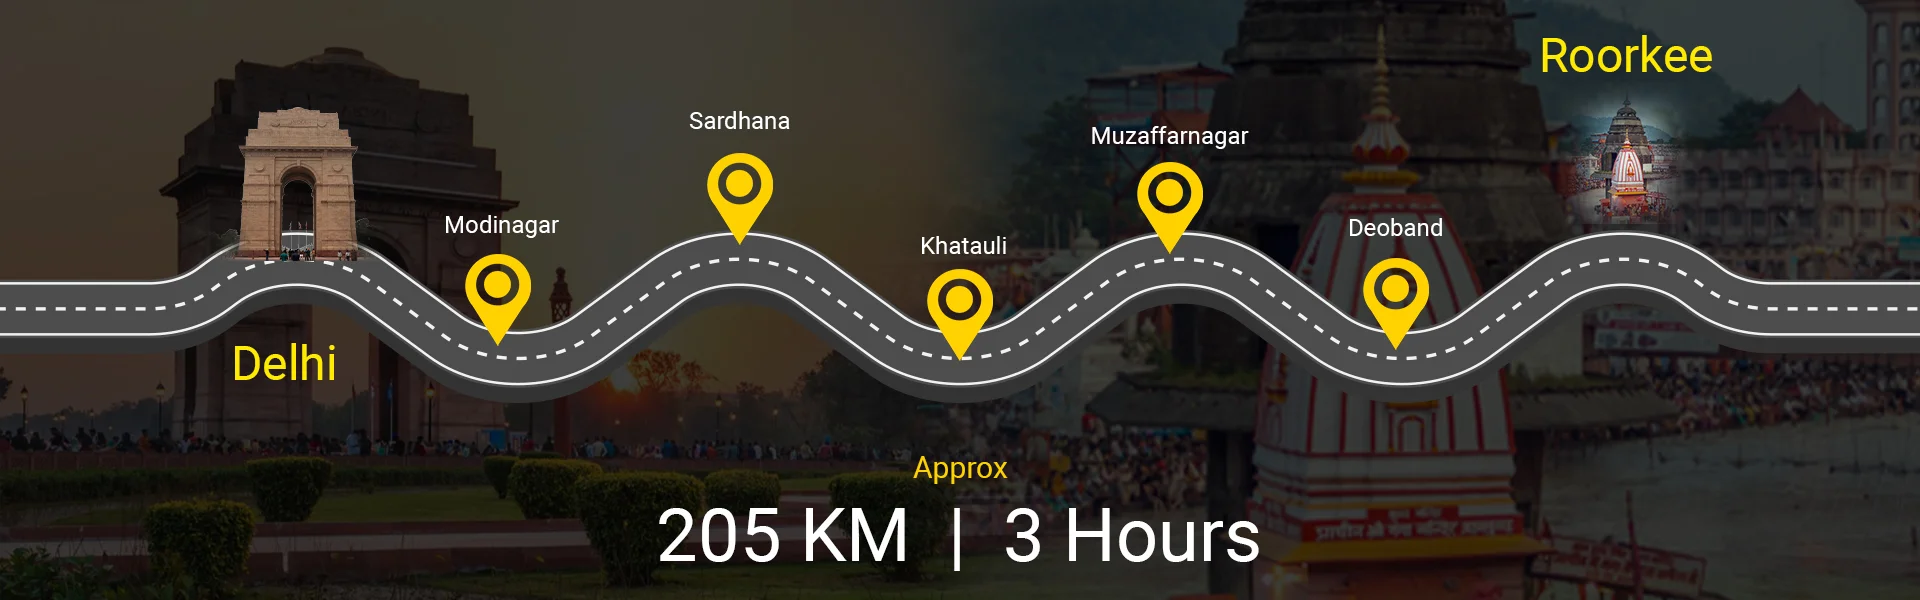 Roorkee
Sardhana
Muzaffarnagar
Modinagar
Khatauli
Deoband
Delhi
Approx
205 KM | 3 Hours